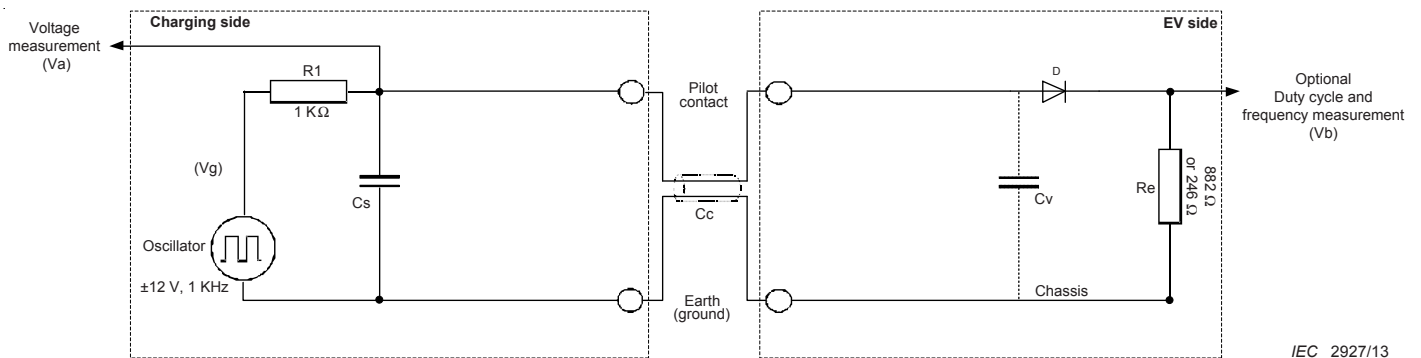 Voltage
measurement
(Va)
Charging side
R1
1 KΩ
(Vg)
Cs
Oscillator
±12 V, 1 KHz
Pilot
contact
Cc
Earth
(ground)
EV side
D
Cv
Re
882 Ω
or 246 Ω
Chassis
Optional
Duty cycle and
frequency measurement
(Vb)
IEC 2927/13